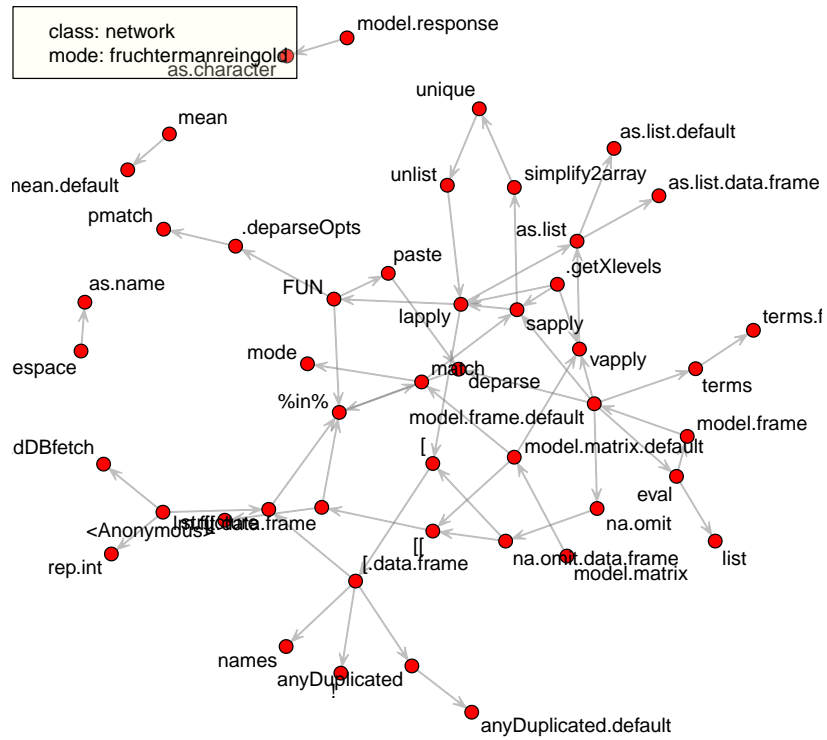 class: network
mode: fruchtermanreingold
model.response
as.character
unique
mean
as.list.default
mean.default
unlist
simplify2array
as.list.data.frame
pmatch
.deparseOpts
as.list
paste
.getXlevels
as.name
FUN
lapply
sapply
terms.f
espace
mode
match
vapply
deparse
terms
%in%
model.frame.default
model.frame
dDBfetch
[
model.matrix.default
eval
<Anonymous>
[[.data.frame
na.omit
rep.int
[[
na.omit.data.frame
list
[.data.frame
model.matrix
names
anyDuplicated
!
anyDuplicated.default